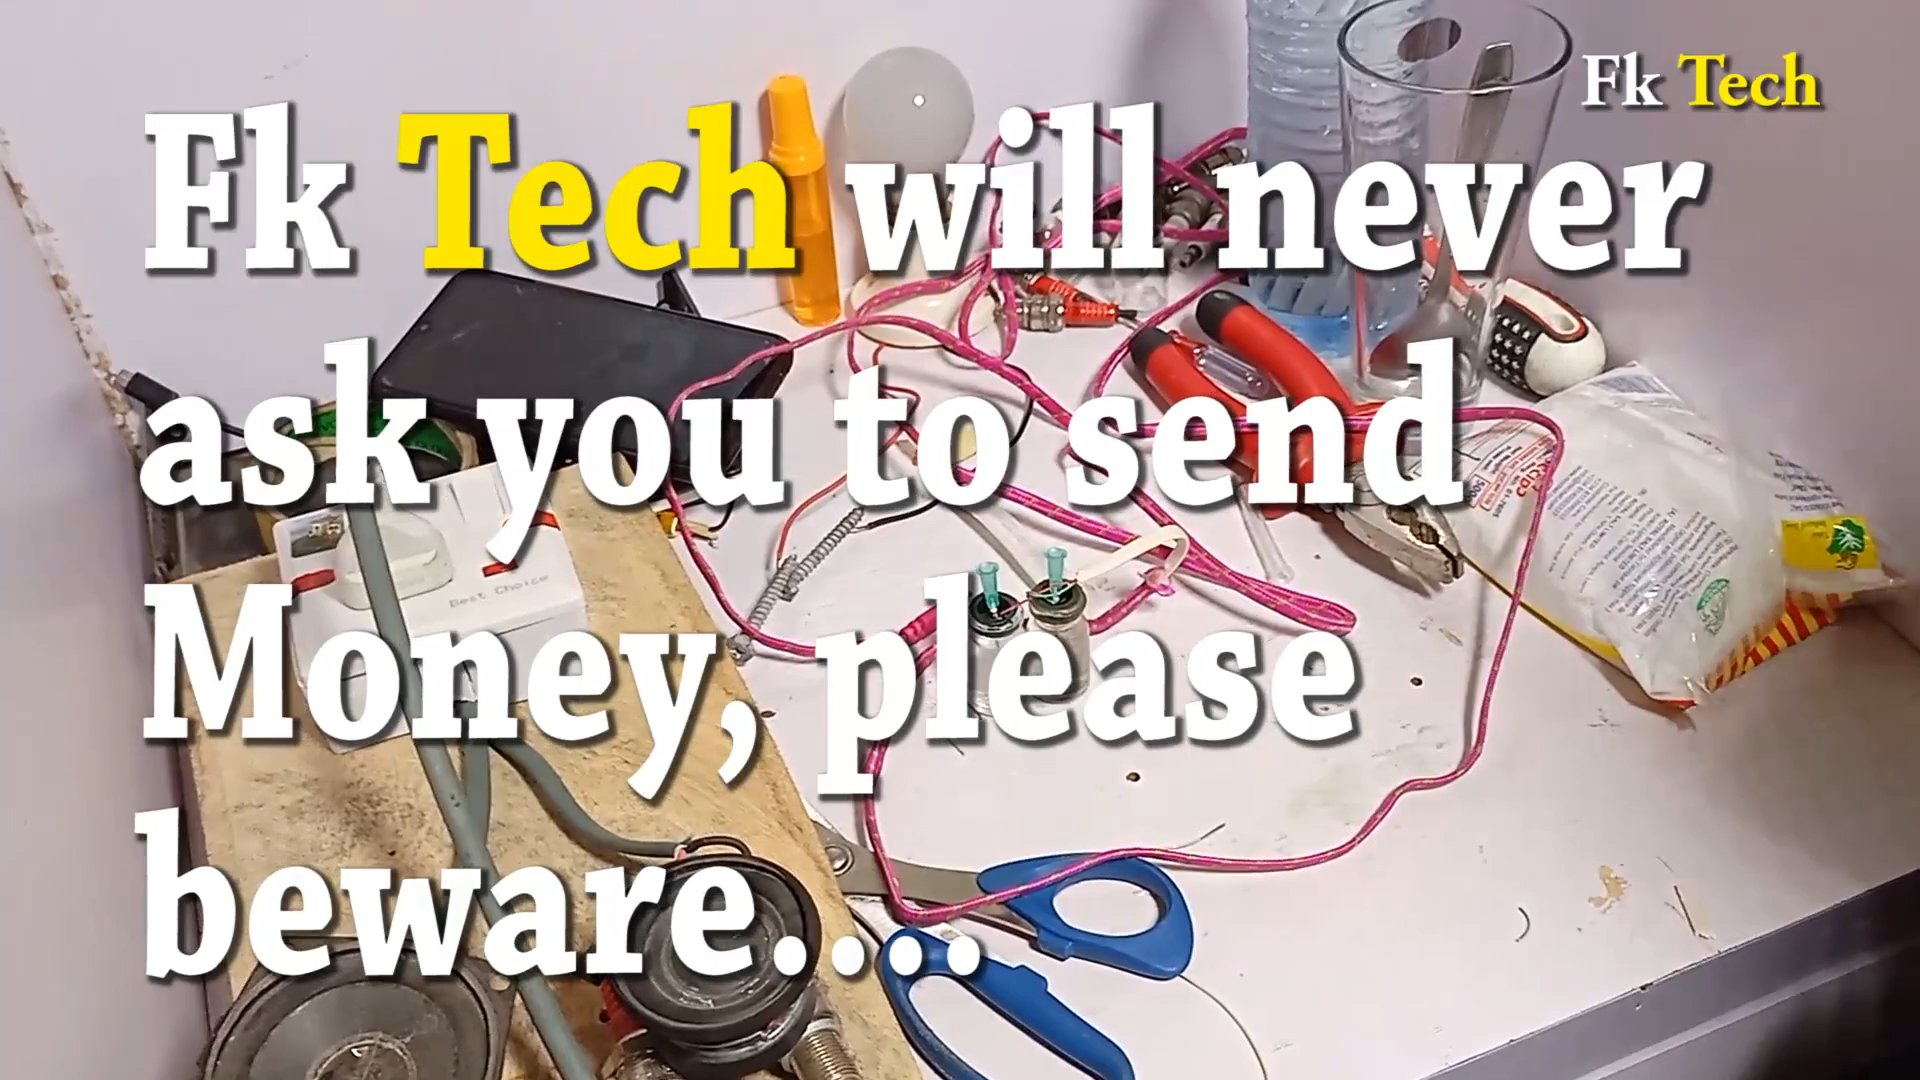 Fk Tech
Fk Tech will never
ask you to send
Money, please
beware....
Best Choice